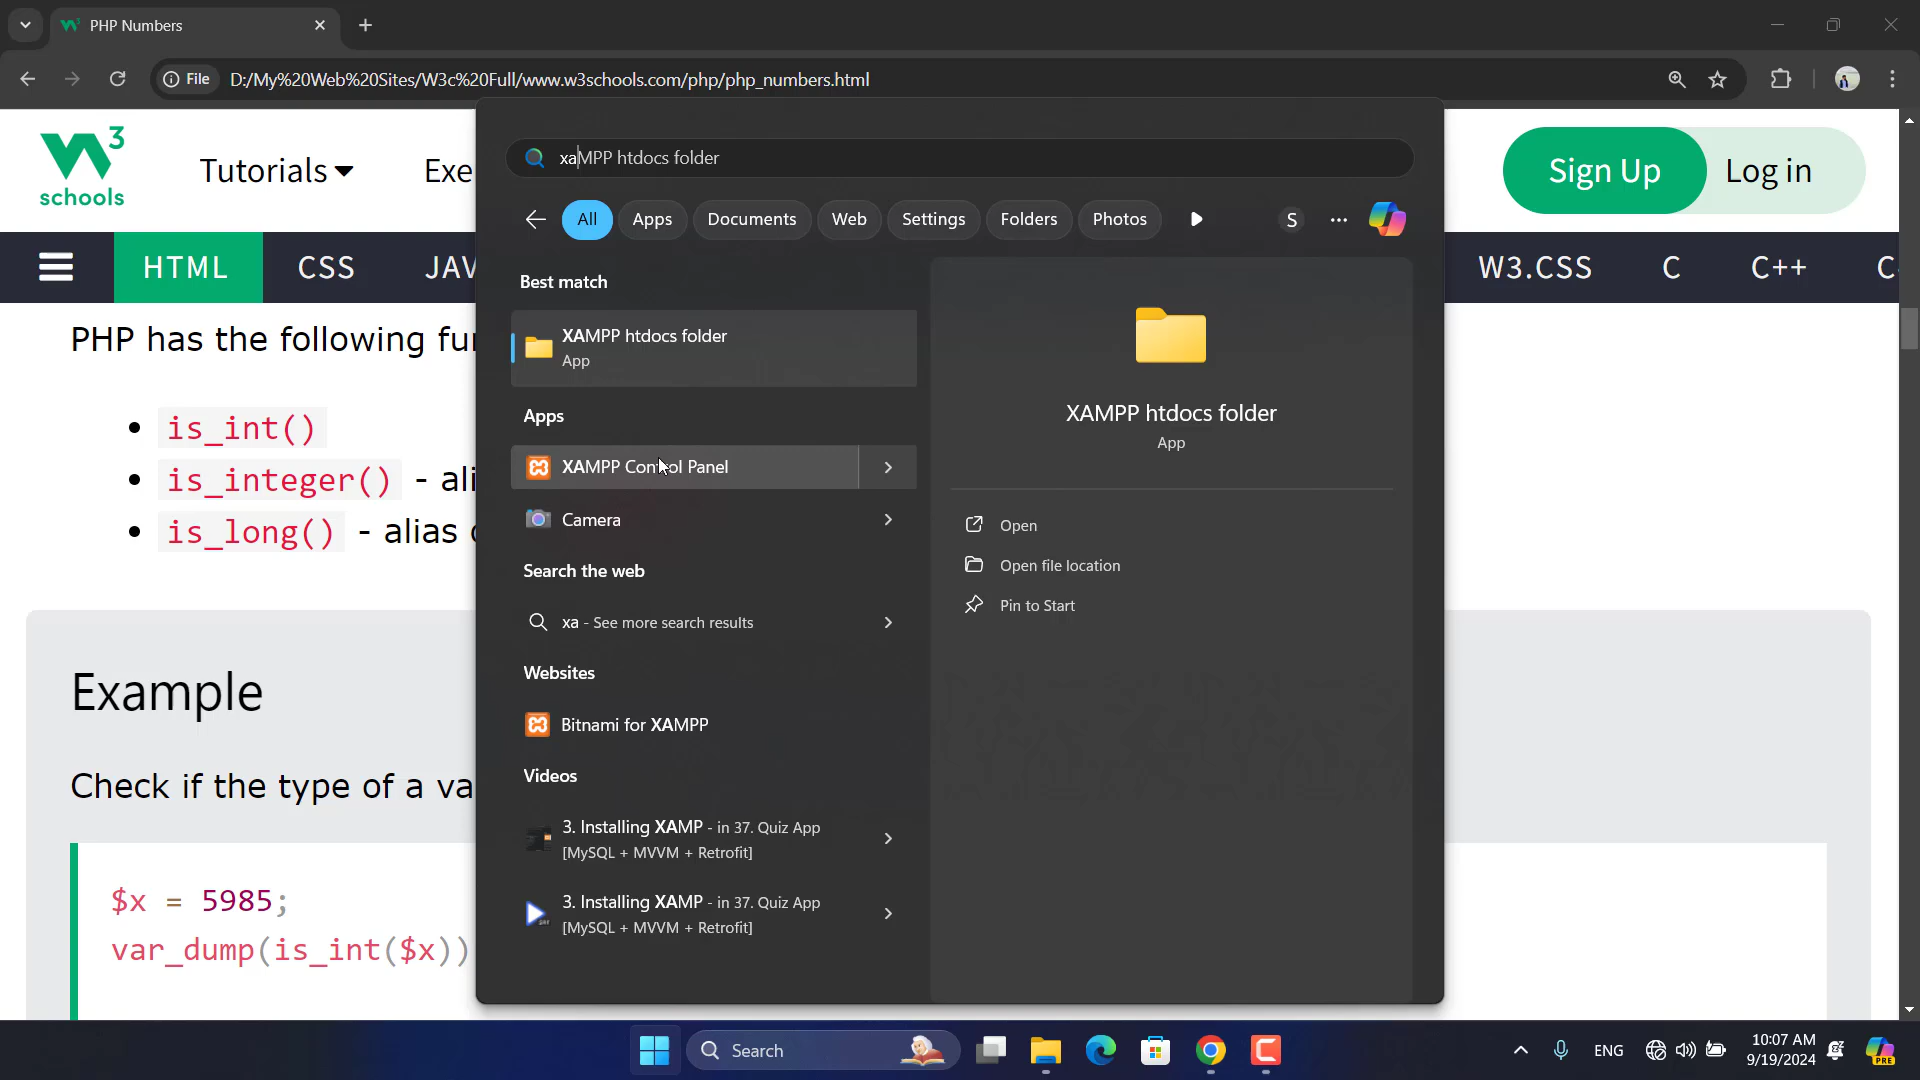 PHP Numbers
File
D:/My%20Web%20Sites/W3c%20Full/www.w3schools.com/php/php_numbers.html
3
schools
Tutorials
Exe
Sign Up
Log in
HTML
CSS
JAV
W3.CSS
C
C++
C
PHP has the following fu
is_int()
is_integer() - ali
is_long() - alias
Example
Check if the type of a va
$x = 5985;
var_dump(is_int($x))
xaMPP htdocs folder
All
Apps
Documents
Web
Settings
Folders
Photos
S
Best match
XAMPP htdocs folder
App
Apps
XAMPP Control Panel
Camera
Search the web
xa - See more search results
Websites
Bitnami for XAMPP
Videos
3. Installing XAMP - in 37. Quiz App
[MySQL + MVVM + Retrofit]
3. Installing XAMP - in 37. Quiz App
[MySQL + MVVM + Retrofit]
XAMPP htdocs folder
App
Open
Open file location
Pin to Start
Search
ENG
10:07 AM
9/19/2024
PRE